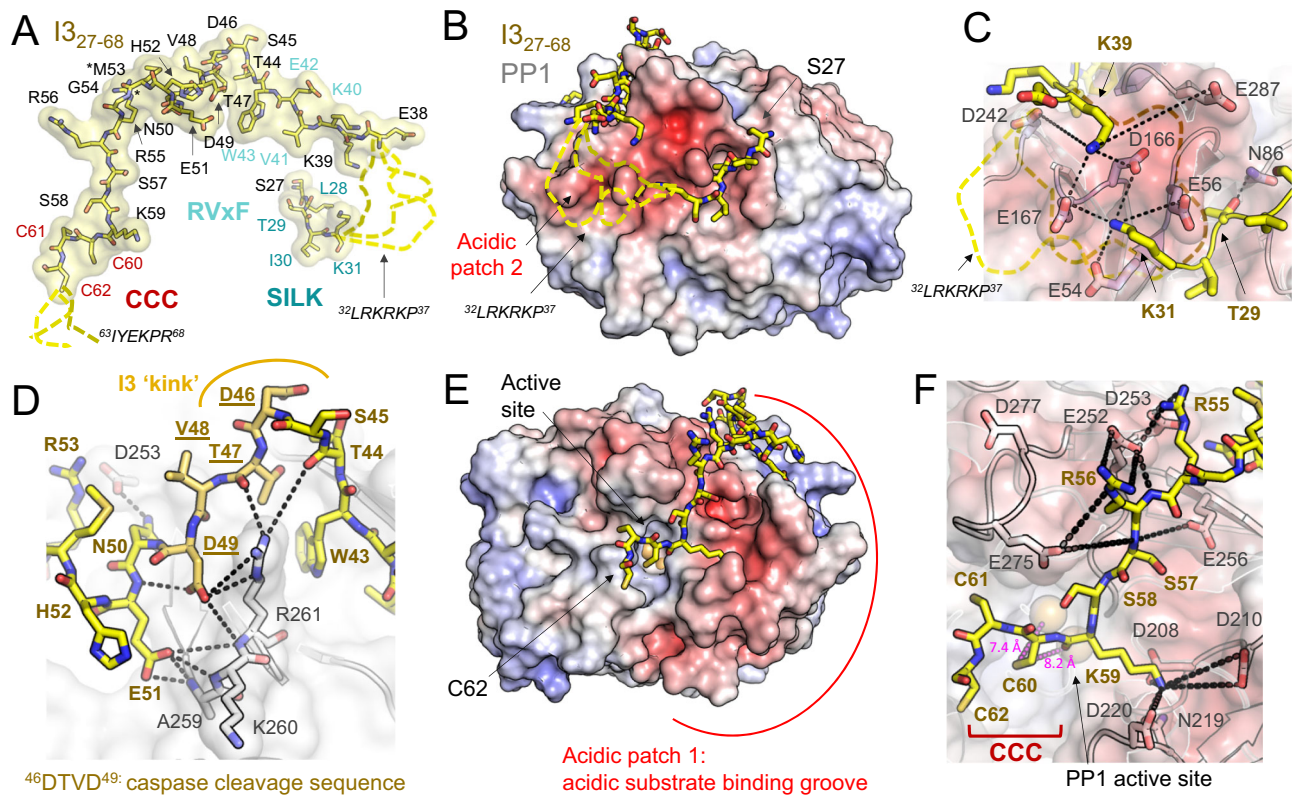 A
I3₂₇₋₆₈
D46
V48
H52
*M53
G54
R56
S45
T44
E42
K40
E38
*
T47
N50
R55
E51
D49
W43
V41
K39
S57
S58
K59
C61
C60
C62
CCC
RVxF
S27
L28
T29
I30
K31
SILK
³²LRKRKP³⁷
⁶³IYEKPR⁶⁸
B
I3₂₇₋₆₈
PP1
S27
Acidic
patch 2
³²LRKRKP³⁷
C
K39
E287
D242
D166
N86
E56
E167
³²LRKRKP³⁷
E54
K31
T29
D
I3 ‘kink’
D46
S45
V48
T47
T44
R53
D253
N50
D49
W43
H52
R261
E51
A259
K260
⁴⁶DTVD⁴⁹: caspase cleavage sequence
E
Active
site
C62
Acidic patch 1:
acidic substrate binding groove
F
D277
E252
D253
R55
R56
E275
E256
C61
S57
S58
D208
D210
7.4 Å
8.2 Å
C60
K59
C62
D220
N219
CCC
PP1 active site